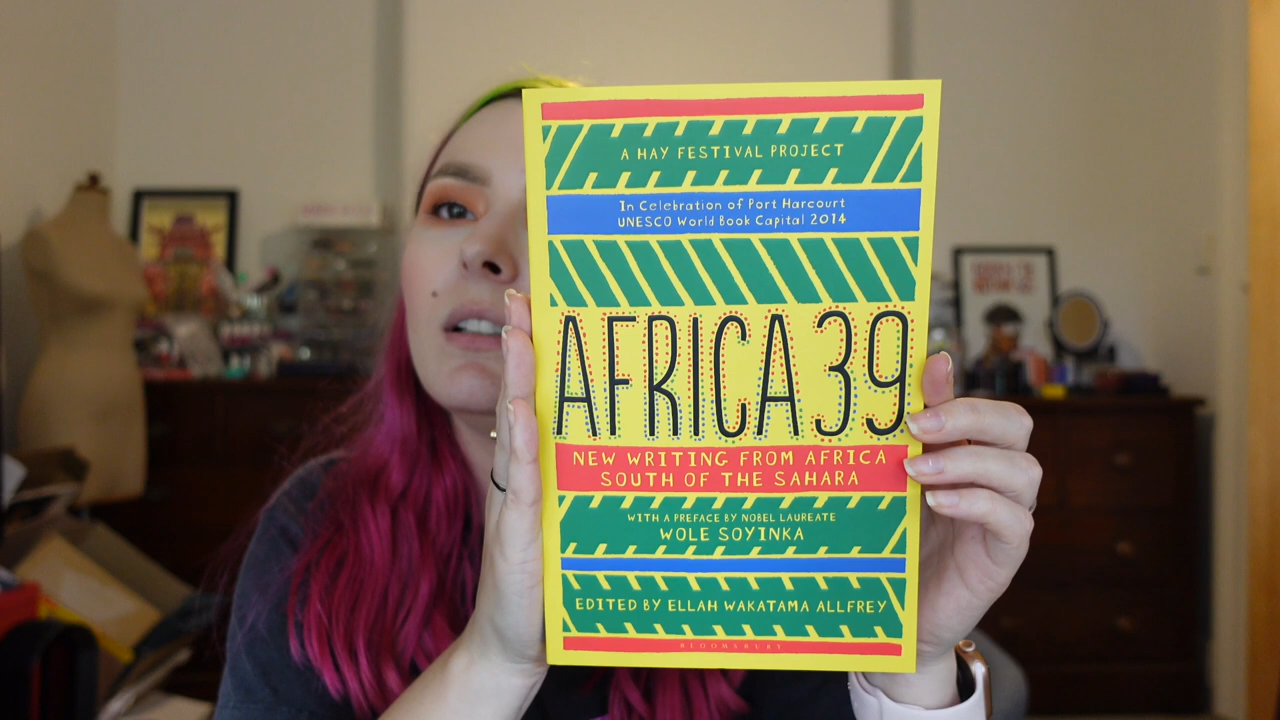 A HAY FESTIVAL PROJECT
In Celebration of Port Harcourt
UNESCO World Book Capital 2014
AFRICA39
NEW WRITING FROM AFRICA
SOUTH OF THE SAHARA
WITH A PREFACE BY NOBEL LAUREATE
WOLE SOYINKA
EDITED BY ELLAH WAKATAMA ALLFREY
BLOOMSBURY